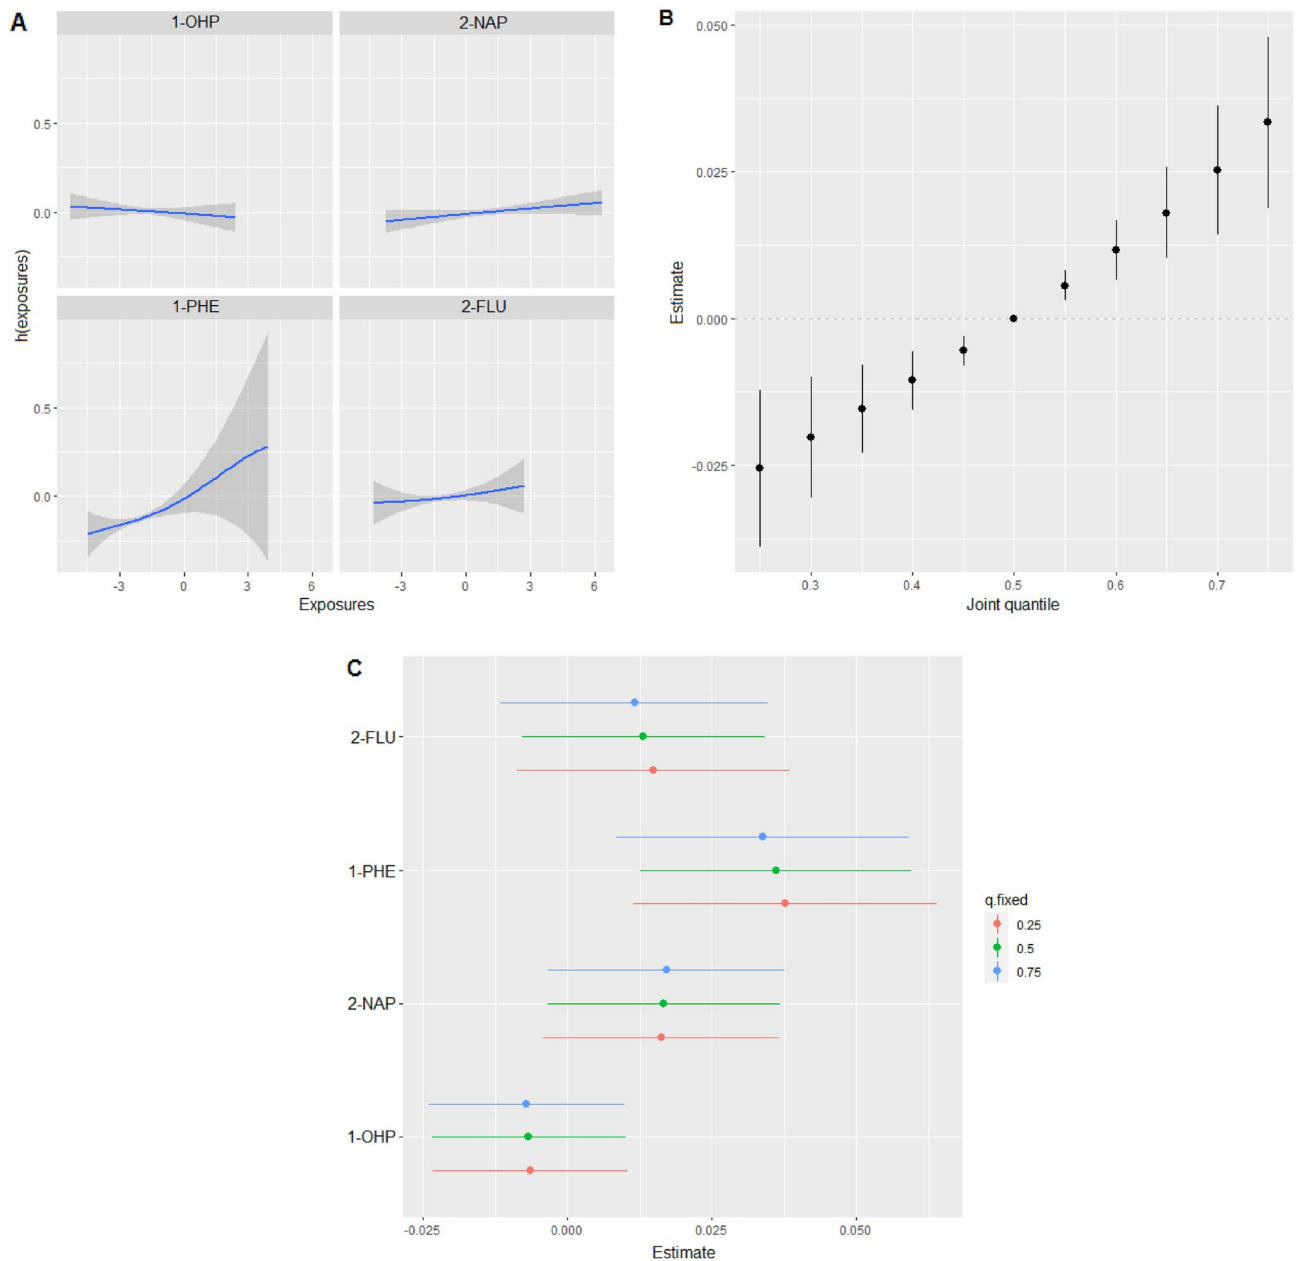 A
1-OHP
2-NAP
0.5
0.0
1-PHE
2-FLU
0.5
0.0
h(exposures)
-3
0
3
6
-3
0
3
6
Exposures
B
0.050
0.025
0.000
-0.025
Estimate
0.3
0.4
0.5
0.6
0.7
Joint quantile
C
2-FLU
1-PHE
2-NAP
1-OHP
-0.025
0.000
0.025
0.050
Estimate
q.fixed
0.25
0.5
0.75